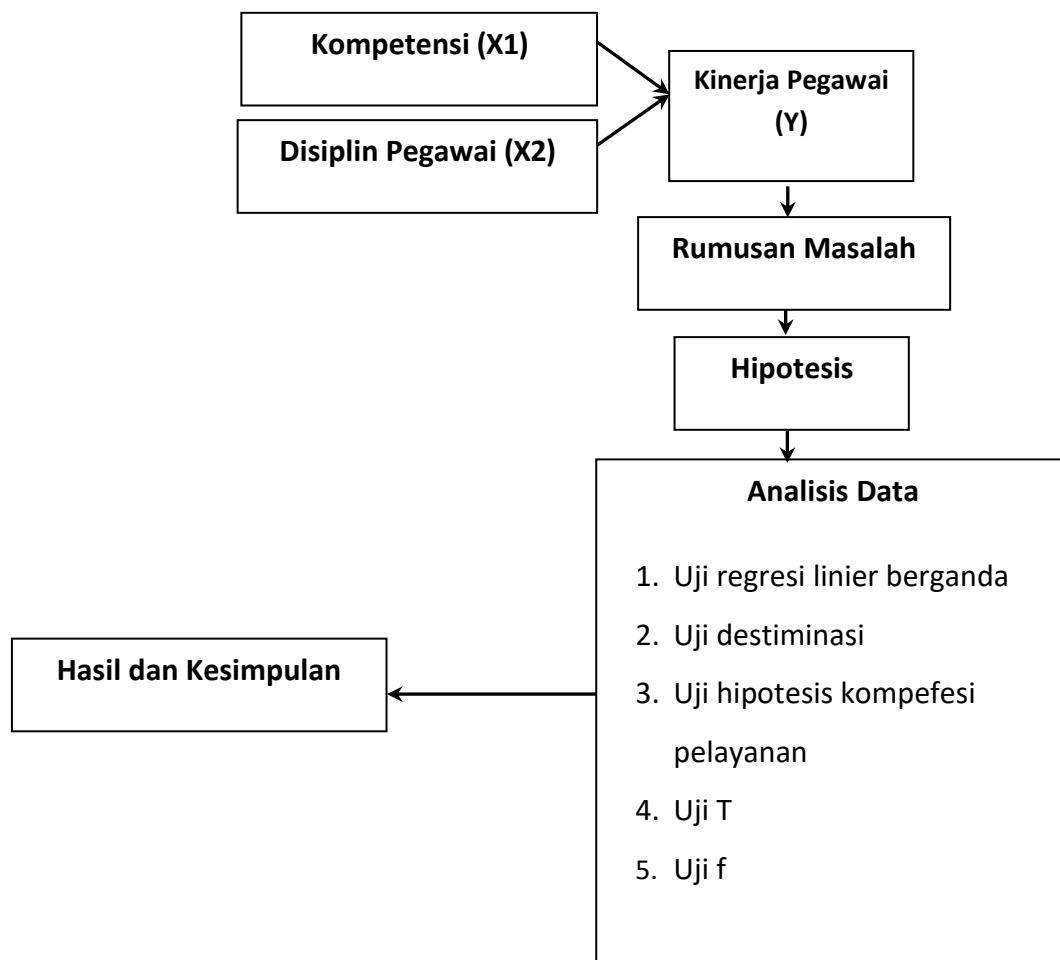 Kompetensi (X1)
Kinerja Pegawai
(Y)
Disiplin Pegawai (X2)
Rumusan Masalah
Hipotesis
Analisis Data
1. Uji regresi linier berganda
2. Uji destiminasi
3. Uji hipotesis kompefesi
pelayanan
4. Uji T
5. Uji f
Hasil dan Kesimpulan